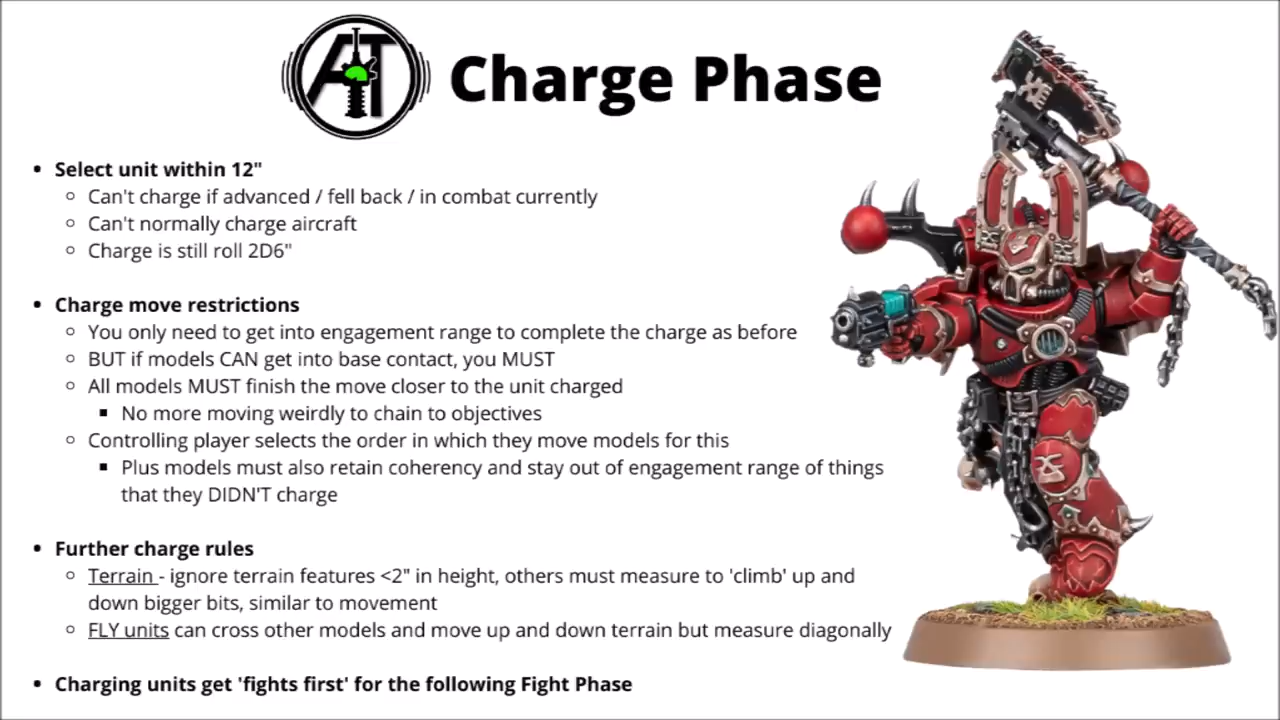 AT
Charge Phase
• Select unit within 12"
○ Can't charge if advanced / fell back / in combat currently
○ Can't normally charge aircraft
○ Charge is still roll 2D6"
• Charge move restrictions
○ You only need to get into engagement range to complete the charge as before
○ BUT if models CAN get into base contact, you MUST
○ All models MUST finish the move closer to the unit charged
▪ No more moving weirdly to chain to objectives
○ Controlling player selects the order in which they move models for this
▪ Plus models must also retain coherency and stay out of engagement range of things
that they DIDN'T charge
• Further charge rules
○ Terrain - ignore terrain features <2" in height, others must measure to 'climb' up and
down bigger bits, similar to movement
○ FLY units can cross other models and move up and down terrain but measure diagonally
• Charging units get 'fights first' for the following Fight Phase